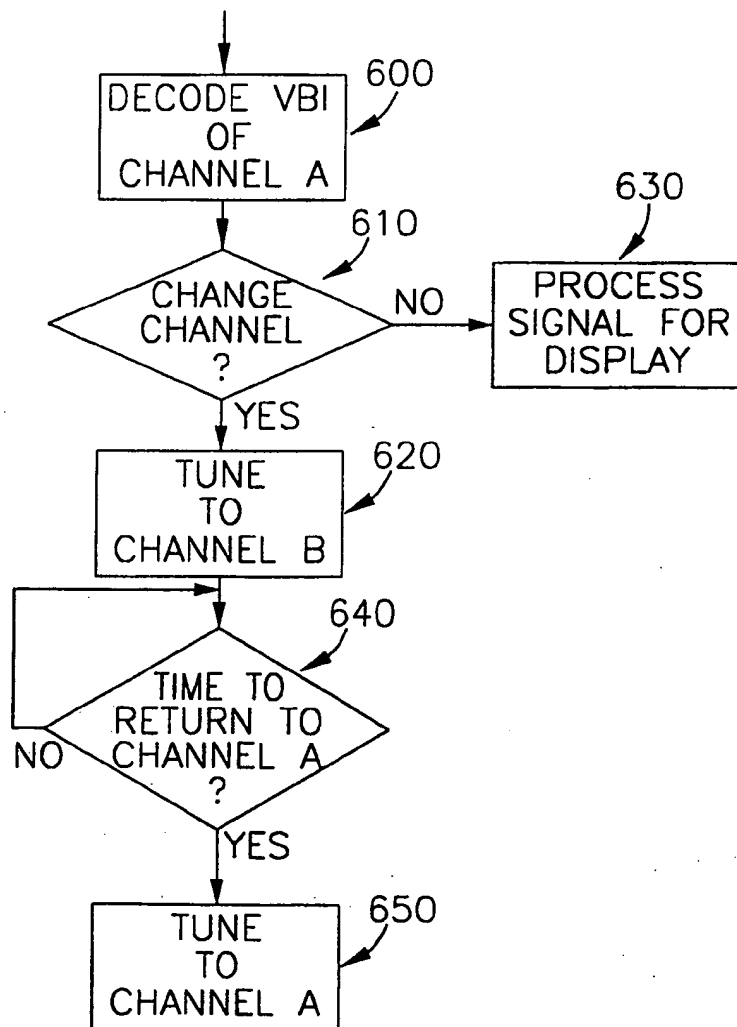 DECODE VBI
OF
CHANNEL A
600
610
CHANGE
CHANNEL
?
NO
630
PROCESS
SIGNAL FOR
DISPLAY
YES
620
TUNE
TO
CHANNEL B
640
TIME TO
RETURN TO
CHANNEL A
?
NO
YES
650
TUNE
TO
CHANNEL A